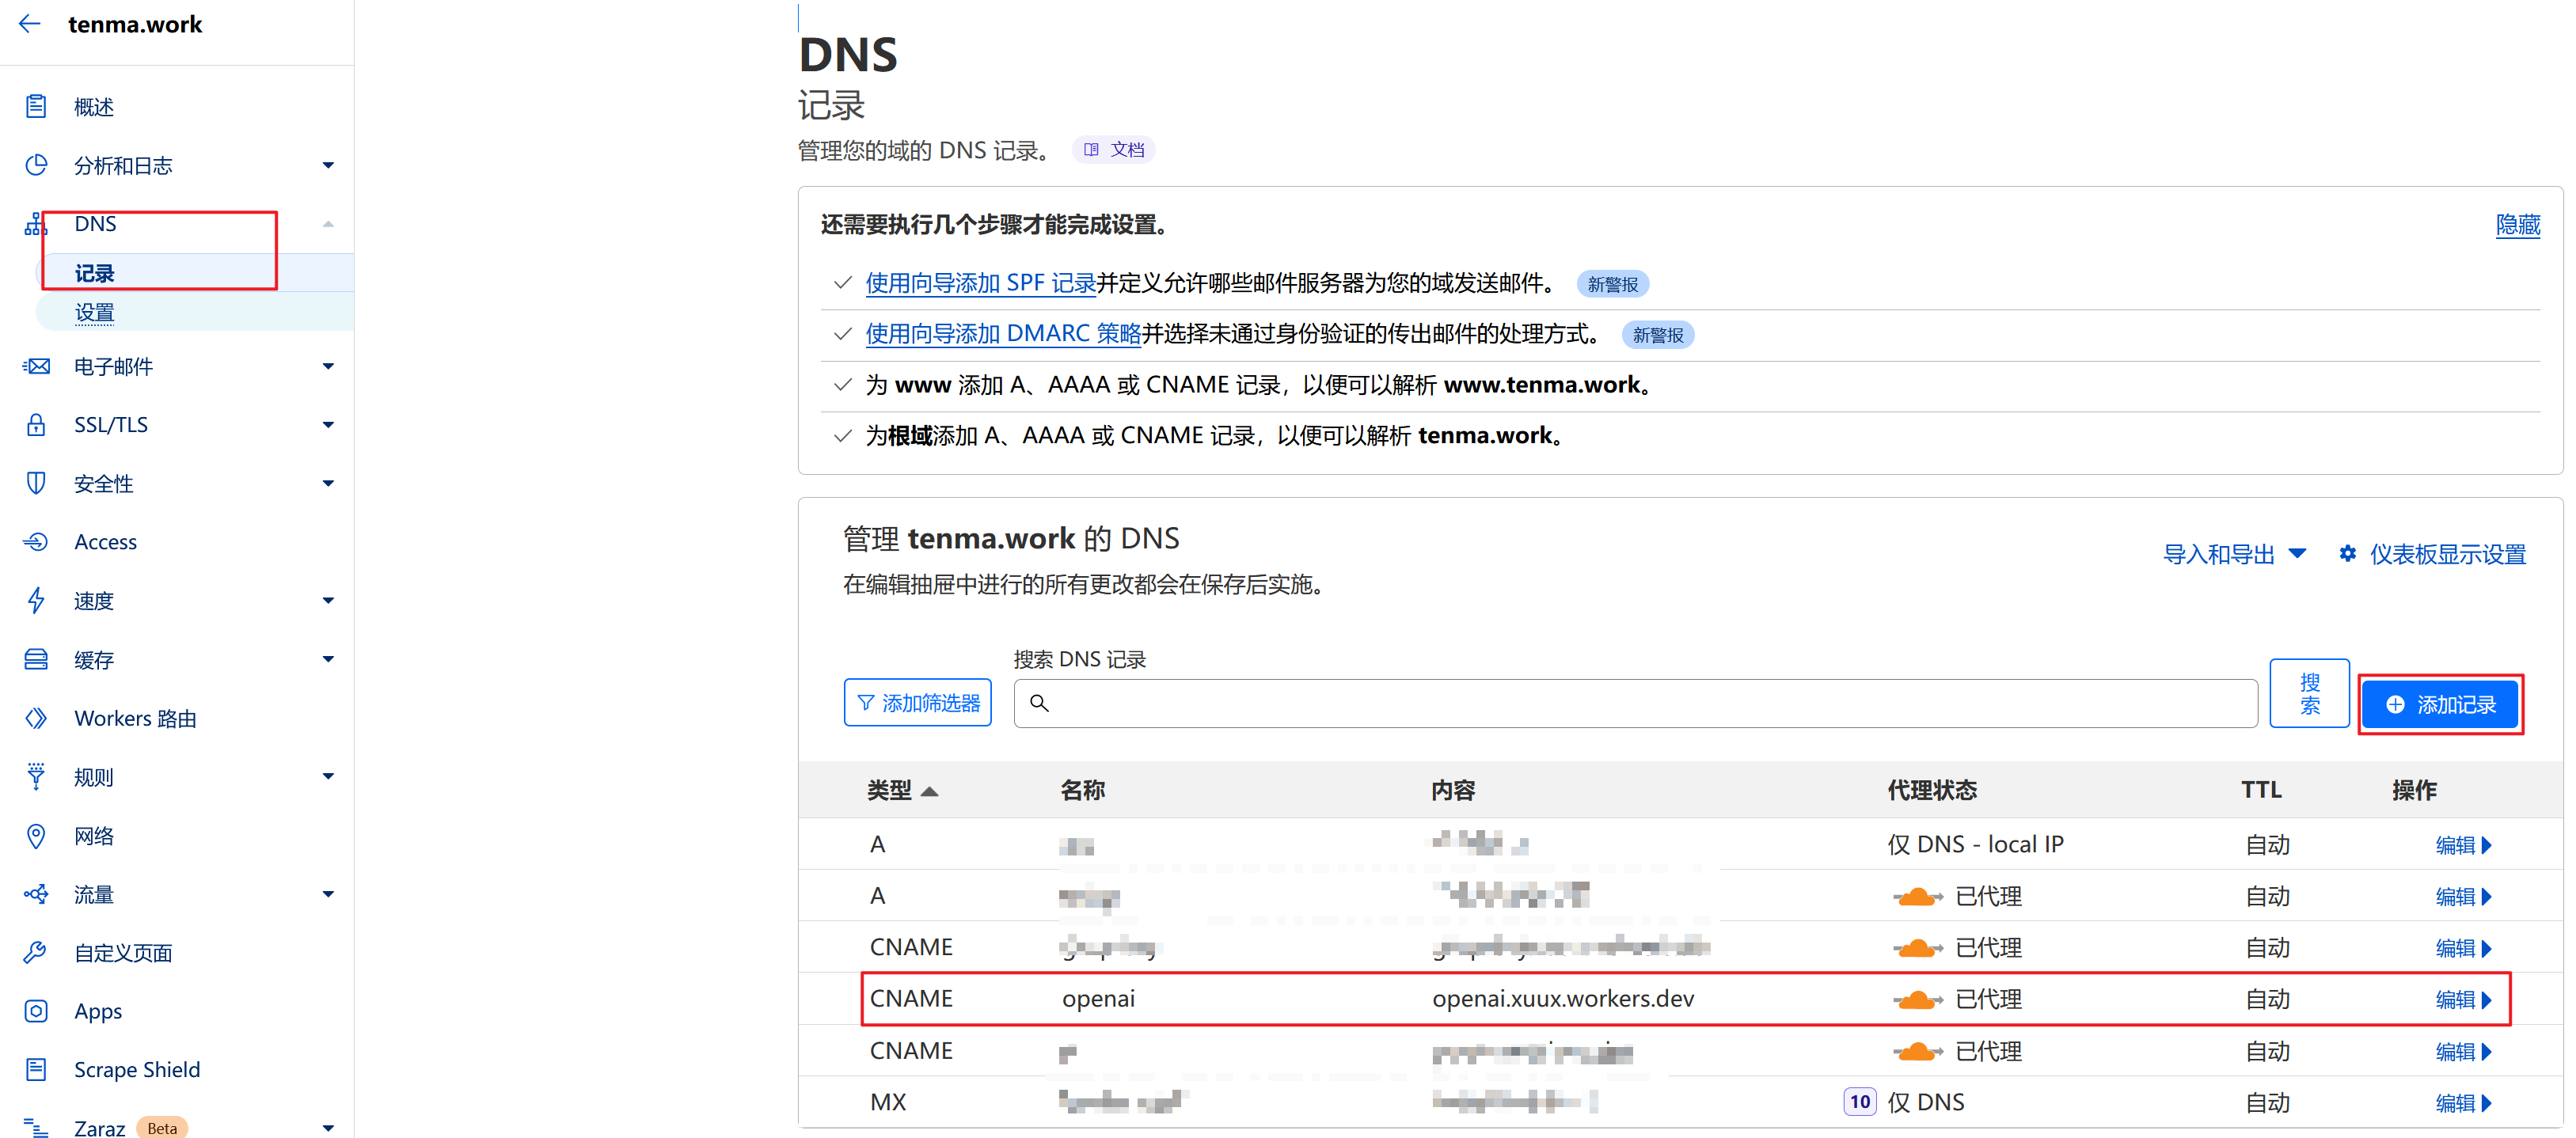 tenma.work
概述
分析和日志
DNS
记录
设置
电子邮件
SSL/TLS
安全性
Access
速度
缓存
Workers 路由
规则
网络
流量
自定义页面
Apps
Scrape Shield
Zaraz Beta
DNS
记录
管理您的域的 DNS 记录。 文档
还需要执行几个步骤才能完成设置。 隐藏
使用向导添加 SPF 记录并定义允许哪些邮件服务器为您的域发送邮件。 新警报
使用向导添加 DMARC 策略并选择未通过身份验证的传出邮件的处理方式。 新警报
为 www 添加 A、AAAA 或 CNAME 记录，以便可以解析 www.tenma.work。
为根域添加 A、AAAA 或 CNAME 记录，以便可以解析 tenma.work。
管理 tenma.work 的 DNS
导入和导出 仪表板显示设置
在编辑抽屉中进行的所有更改都会在保存后实施。
搜索 DNS 记录
添加筛选器 搜索 添加记录
类型 名称 内容 代理状态 TTL 操作
A 仅 DNS - local IP 自动 编辑
A 已代理 自动 编辑
CNAME 已代理 自动 编辑
CNAME openai openai.xuux.workers.dev 已代理 自动 编辑
CNAME 已代理 自动 编辑
MX 10 仅 DNS 自动 编辑